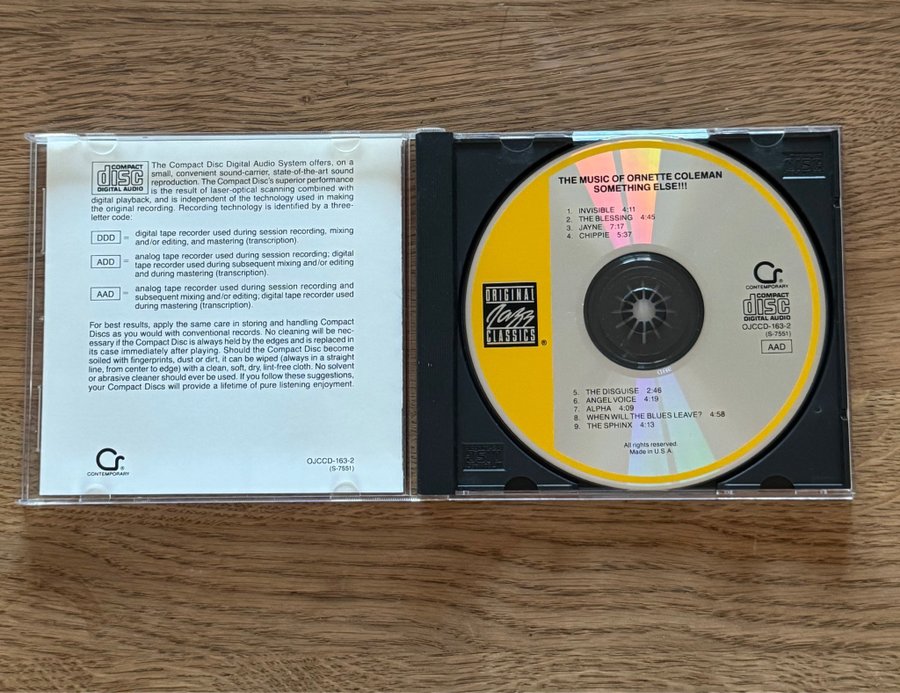 COMPACT
disc
DIGITAL AUDIO
The Compact Disc Digital Audio System offers, on a
small, convenient sound-carrier, state-of-the-art sound
reproduction. The Compact Disc's superior performance
is the result of laser-optical scanning combined with
digital playback, and is independent of the technology used in making
the original recording. Recording technology is identified by a three-
letter code:
DDD = digital tape recorder used during session recording, mixing
and/or editing, and mastering (transcription).
ADD = analog tape recorder used during session recording; digital
tape recorder used during subsequent mixing and/or editing
and during mastering (transcription).
AAD = analog tape recorder used during session recording and
subsequent mixing and/or editing; digital tape recorder used
during mastering (transcription).
For best results, apply the same care in storing and handling Compact
Discs as you would with conventional records. No cleaning will be nec-
essary if the Compact Disc is always held by the edges and is replaced in
its case immediately after playing. Should the Compact Disc become
soiled with fingerprints, dust or dirt, it can be wiped (always in a straight
line, from center to edge) with a clean, soft, dry, lint-free cloth. No solvent
or abrasive cleaner should ever be used. If you follow these suggestions,
your Compact Discs will provide a lifetime of pure listening enjoyment.
CR®
CONTEMPORARY
OJCCD-163-2
(S-7551)
THE MUSIC OF ORNETTE COLEMAN
SOMETHING ELSE!!!
1. INVISIBLE 4:11
2. THE BLESSING 4:45
3. JAYNE 7:17
4. CHIPPIE 5:37
ORIGINAL
Jazz
CLASSICS®
CR®
CONTEMPORARY
COMPACT
disc
DIGITAL AUDIO
OJCCD-163-2
(S-7551)
AAD
5. THE DISGUISE 2:46
6. ANGEL VOICE 4:19
7. ALPHA 4:09
8. WHEN WILL THE BLUES LEAVE? 4:58
9. THE SPHINX 4:13
All rights reserved.
Made in U.S.A.